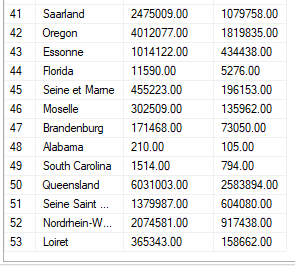 41 Saarland 2475009.00 1079758.00
42 Oregon 4012077.00 1819835.00
43 Essonne 1014122.00 434438.00
44 Florida 11590.00 5276.00
45 Seine et Marne 455223.00 196153.00
46 Moselle 302509.00 135962.00
47 Brandenburg 171468.00 73050.00
48 Alabama 210.00 105.00
49 South Carolina 1514.00 794.00
50 Queensland 6031003.00 2583894.00
51 Seine Saint ... 1379987.00 604080.00
52 Nordrhein-W... 2074581.00 917438.00
53 Loiret 365343.00 158662.00